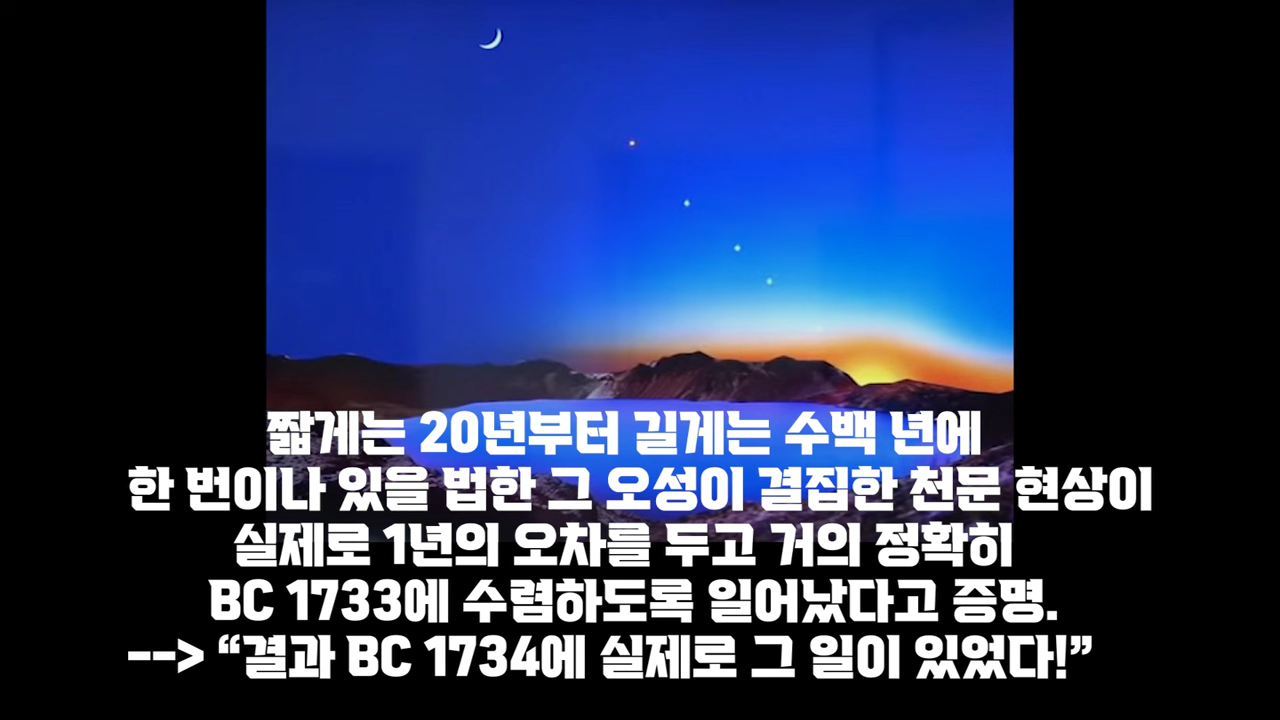 짧게는 20년부터 길게는 수백 년에
한 번이나 있을 법한 그 오성이 결집한 천문 현상이
실제로 1년의 오차를 두고 거의 정확히
BC 1733에 수렴하도록 일어났다고 증명.
--> “결과 BC 1734에 실제로 그 일이 있었다!”